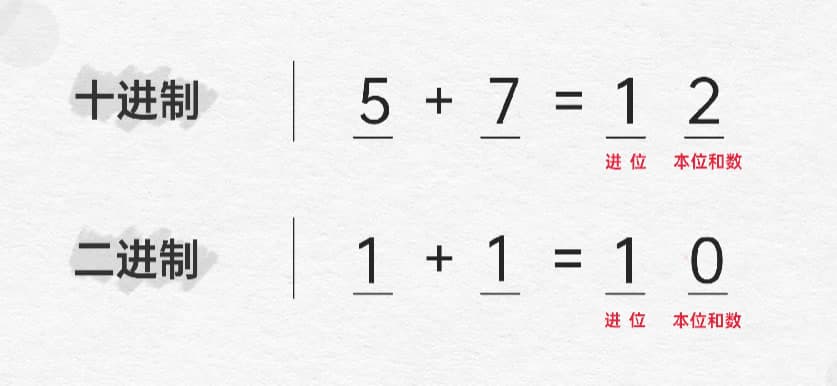 十进制 5 + 7 = 1 2
进位 本位和数
二进制 1 + 1 = 1 0
进位 本位和数